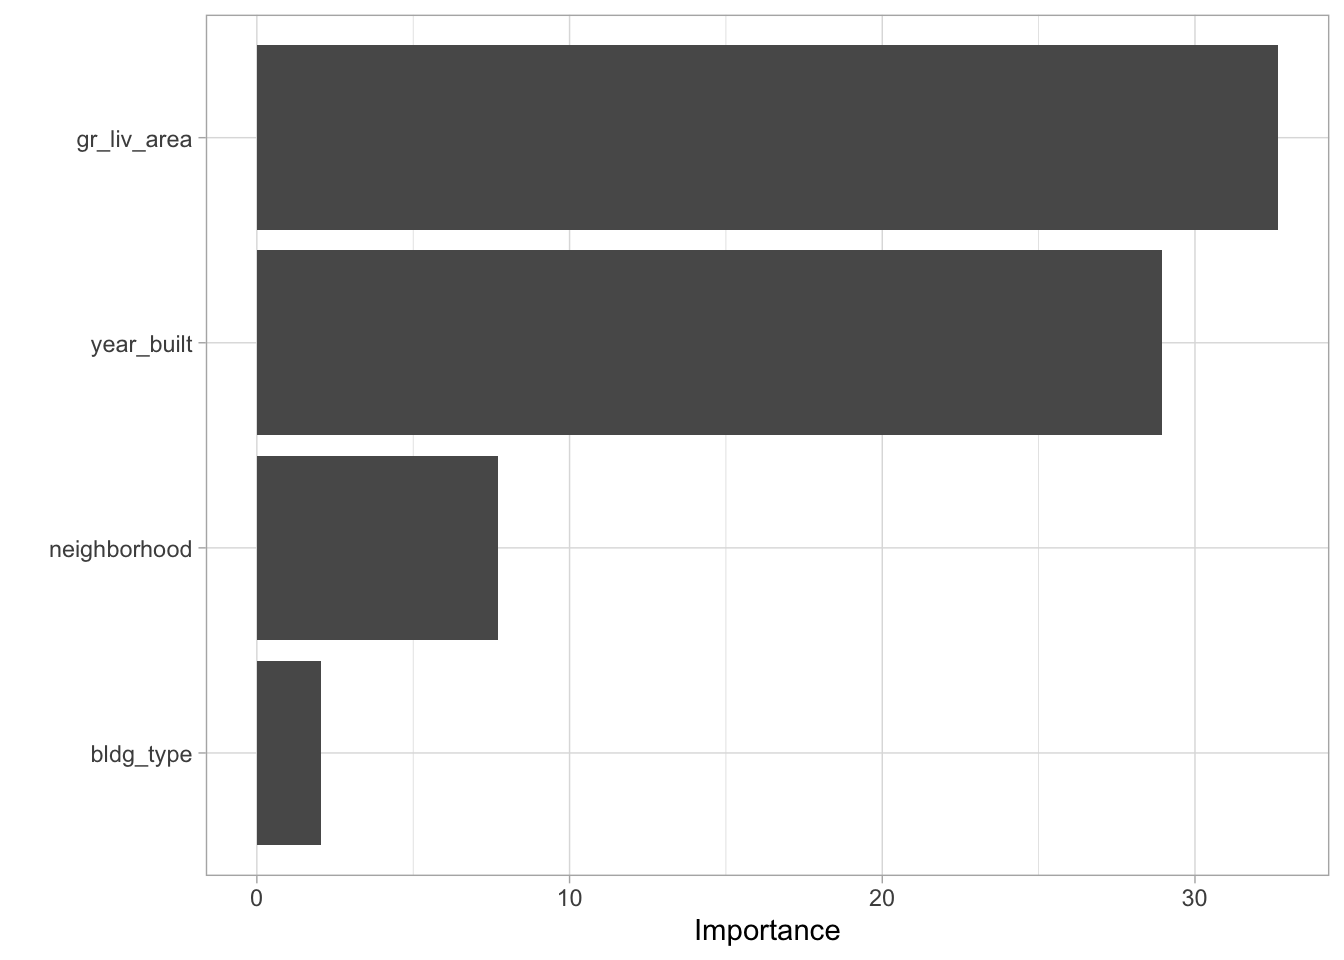 gr_liv_area
year_built
neighborhood
bldg_type
0 10 20 30
Importance